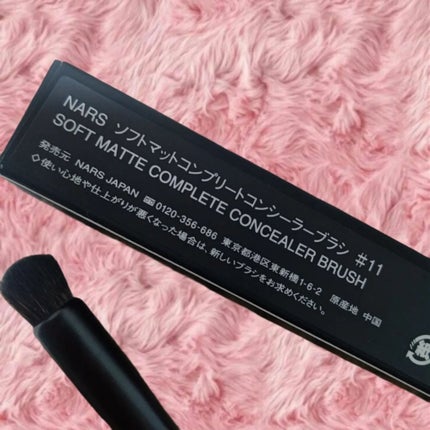 NARS ソフトマットコンプリートコンシーラーブラシ #11
SOFT MATTE COMPLETE CONCEALER BRUSH
発売元 NARS JAPAN ☎0120-356-686 東京都港区東新橋1-6-2 原産地 中国
◇使い心地や仕上がりが悪くなった場合は、新しいブラシをお求めください。
紙